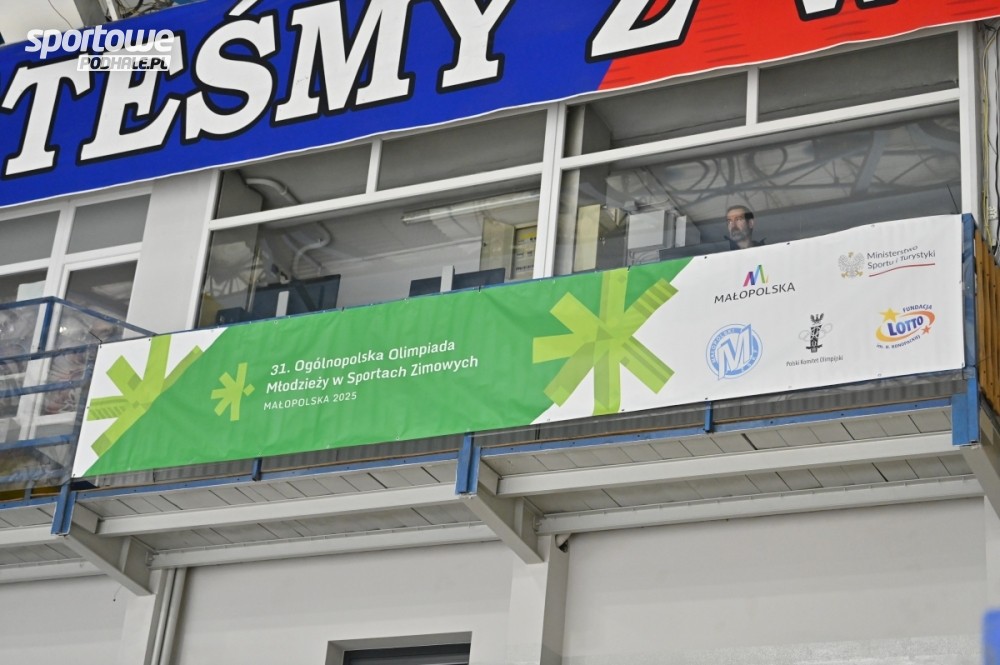 sportowe
PODHALE.PL
TEŚMY Z
31. Ogólnopolska Olimpiada
Młodzieży w Sportach Zimowych
MAŁOPOLSKA 2025
MAŁOPOLSKA
Ministerstwo
Sportu i Turystyki
M
Polski Komitet Olimpijski
FUNDACJA
LOTTO